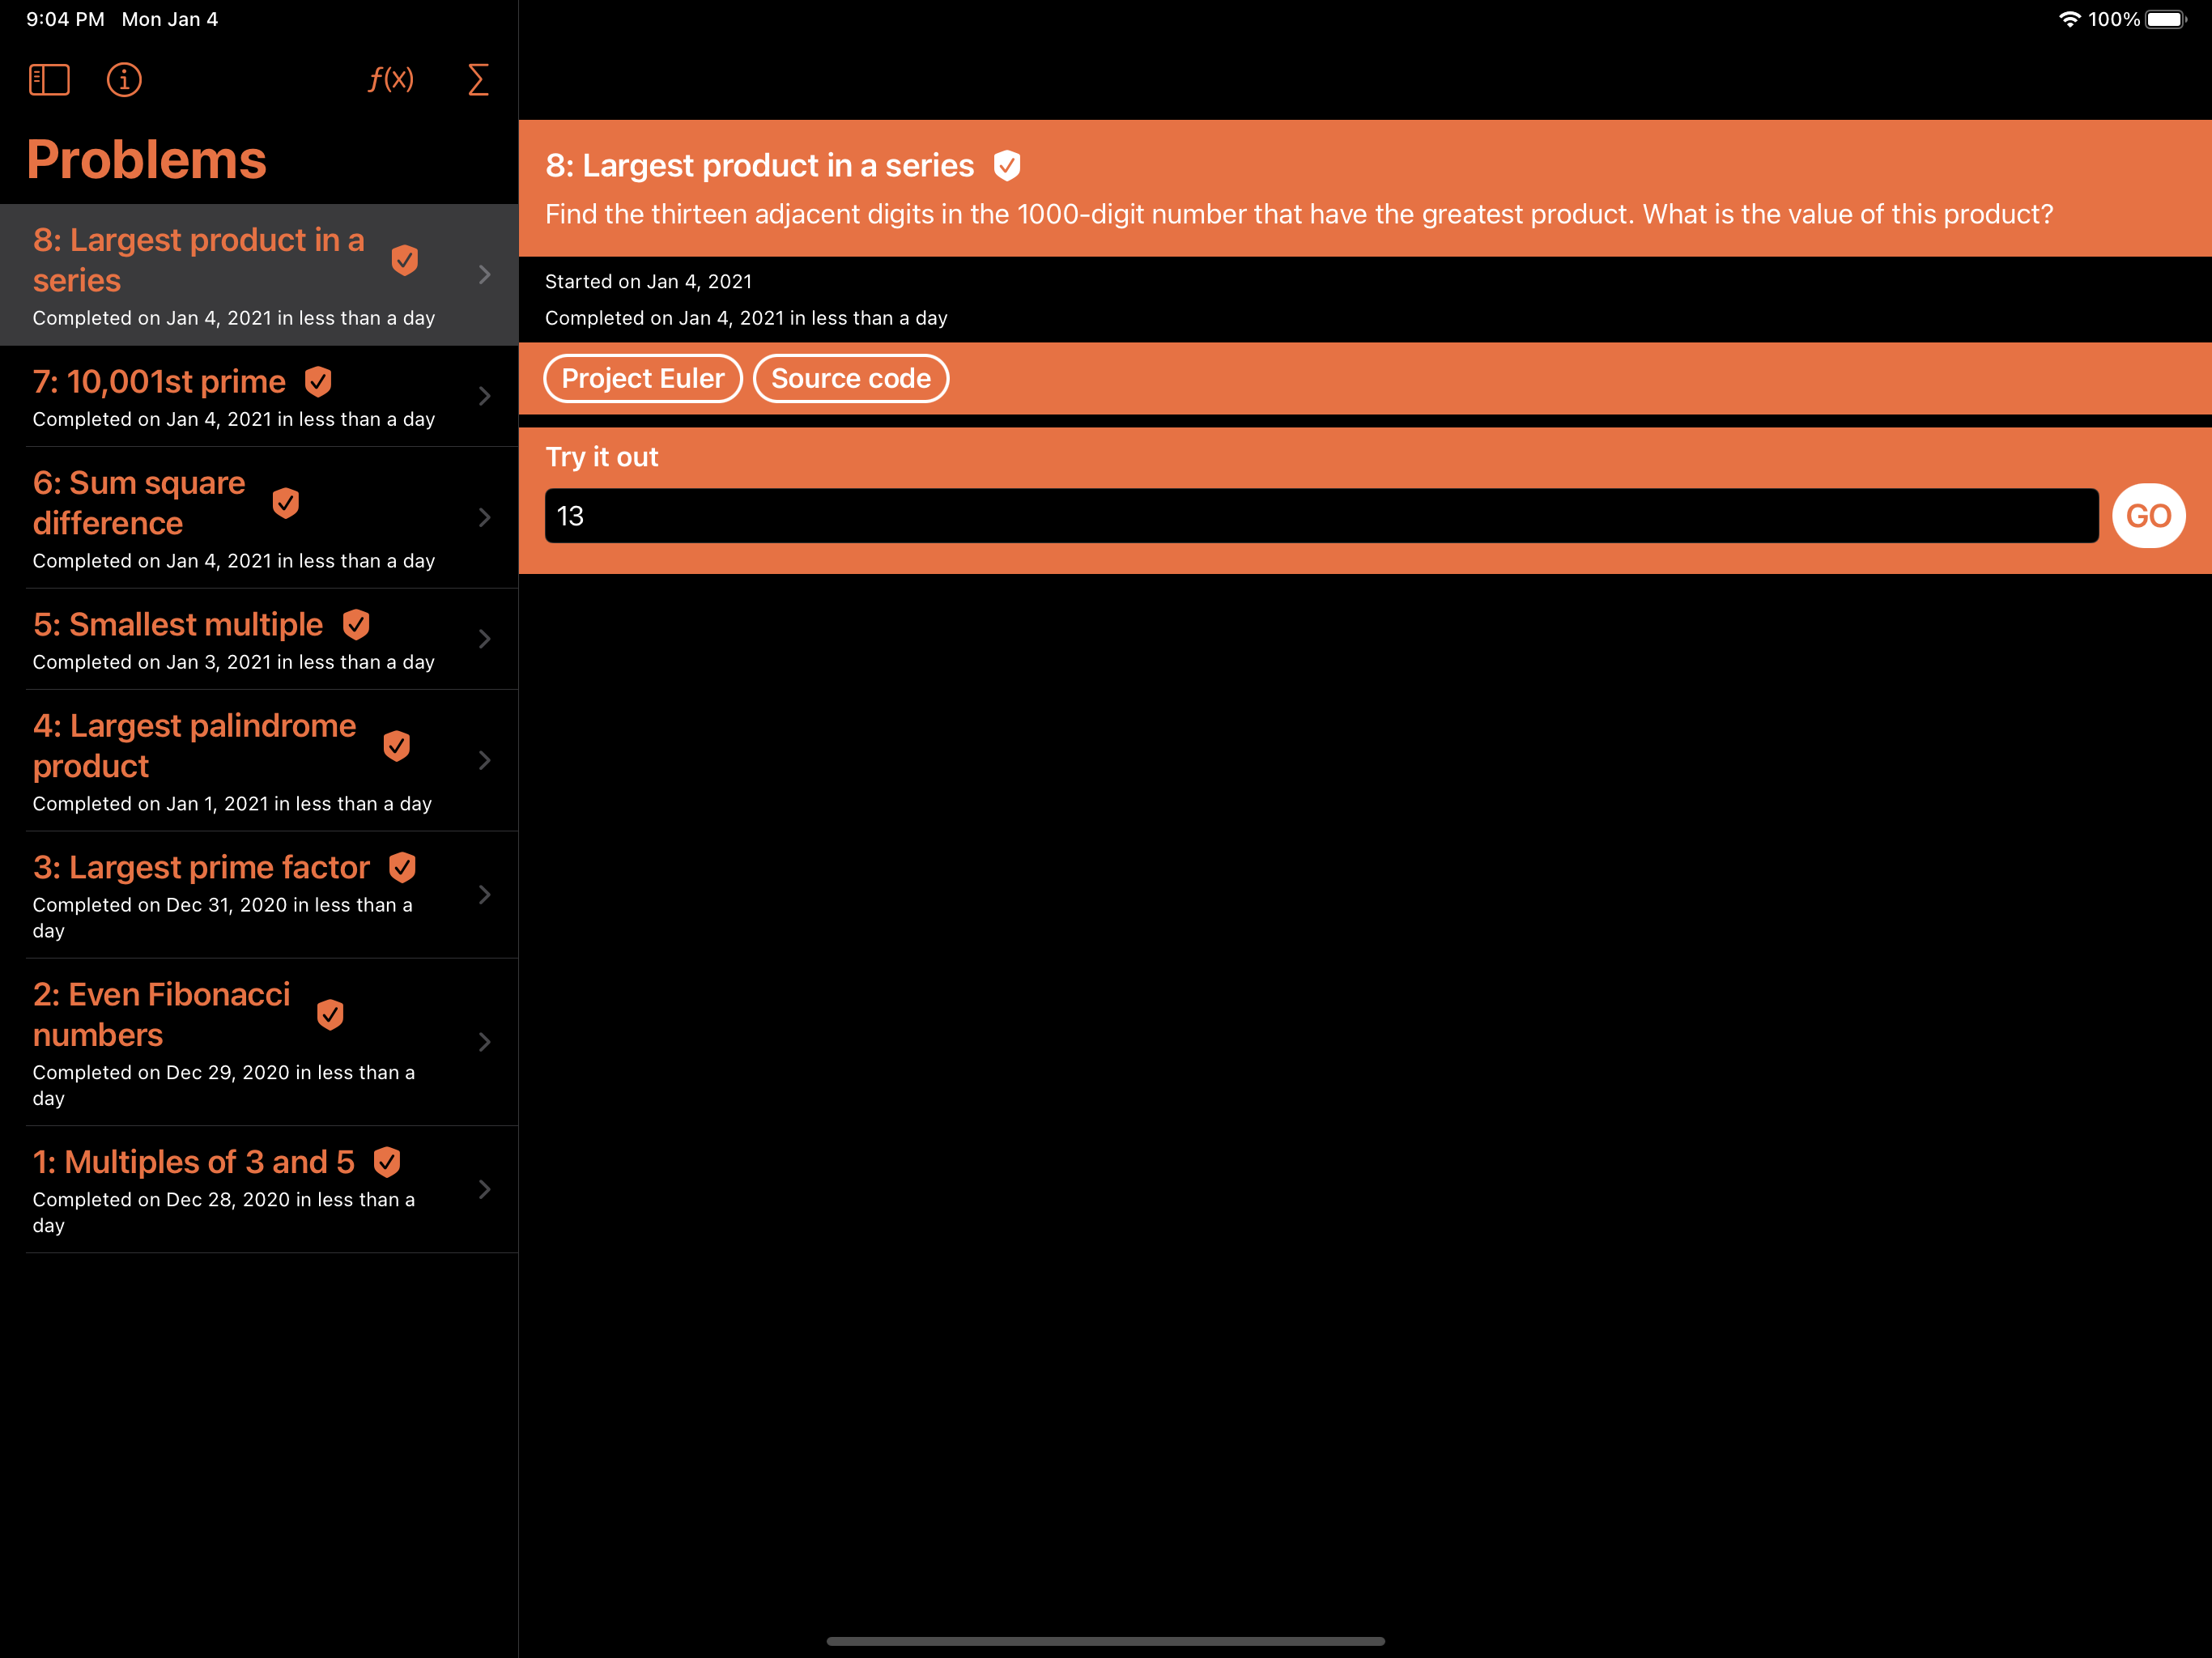 9:04 PM Mon Jan 4
100%
f(x)
Σ
Problems
8: Largest product in a
series
Completed on Jan 4, 2021 in less than a day
7: 10,001st prime
Completed on Jan 4, 2021 in less than a day
6: Sum square
difference
Completed on Jan 4, 2021 in less than a day
5: Smallest multiple
Completed on Jan 3, 2021 in less than a day
4: Largest palindrome
product
Completed on Jan 1, 2021 in less than a day
3: Largest prime factor
Completed on Dec 31, 2020 in less than a
day
2: Even Fibonacci
numbers
Completed on Dec 29, 2020 in less than a
day
1: Multiples of 3 and 5
Completed on Dec 28, 2020 in less than a
day
8: Largest product in a series
Find the thirteen adjacent digits in the 1000-digit number that have the greatest product. What is the value of this product?
Started on Jan 4, 2021
Completed on Jan 4, 2021 in less than a day
Project Euler
Source code
Try it out
13
GO